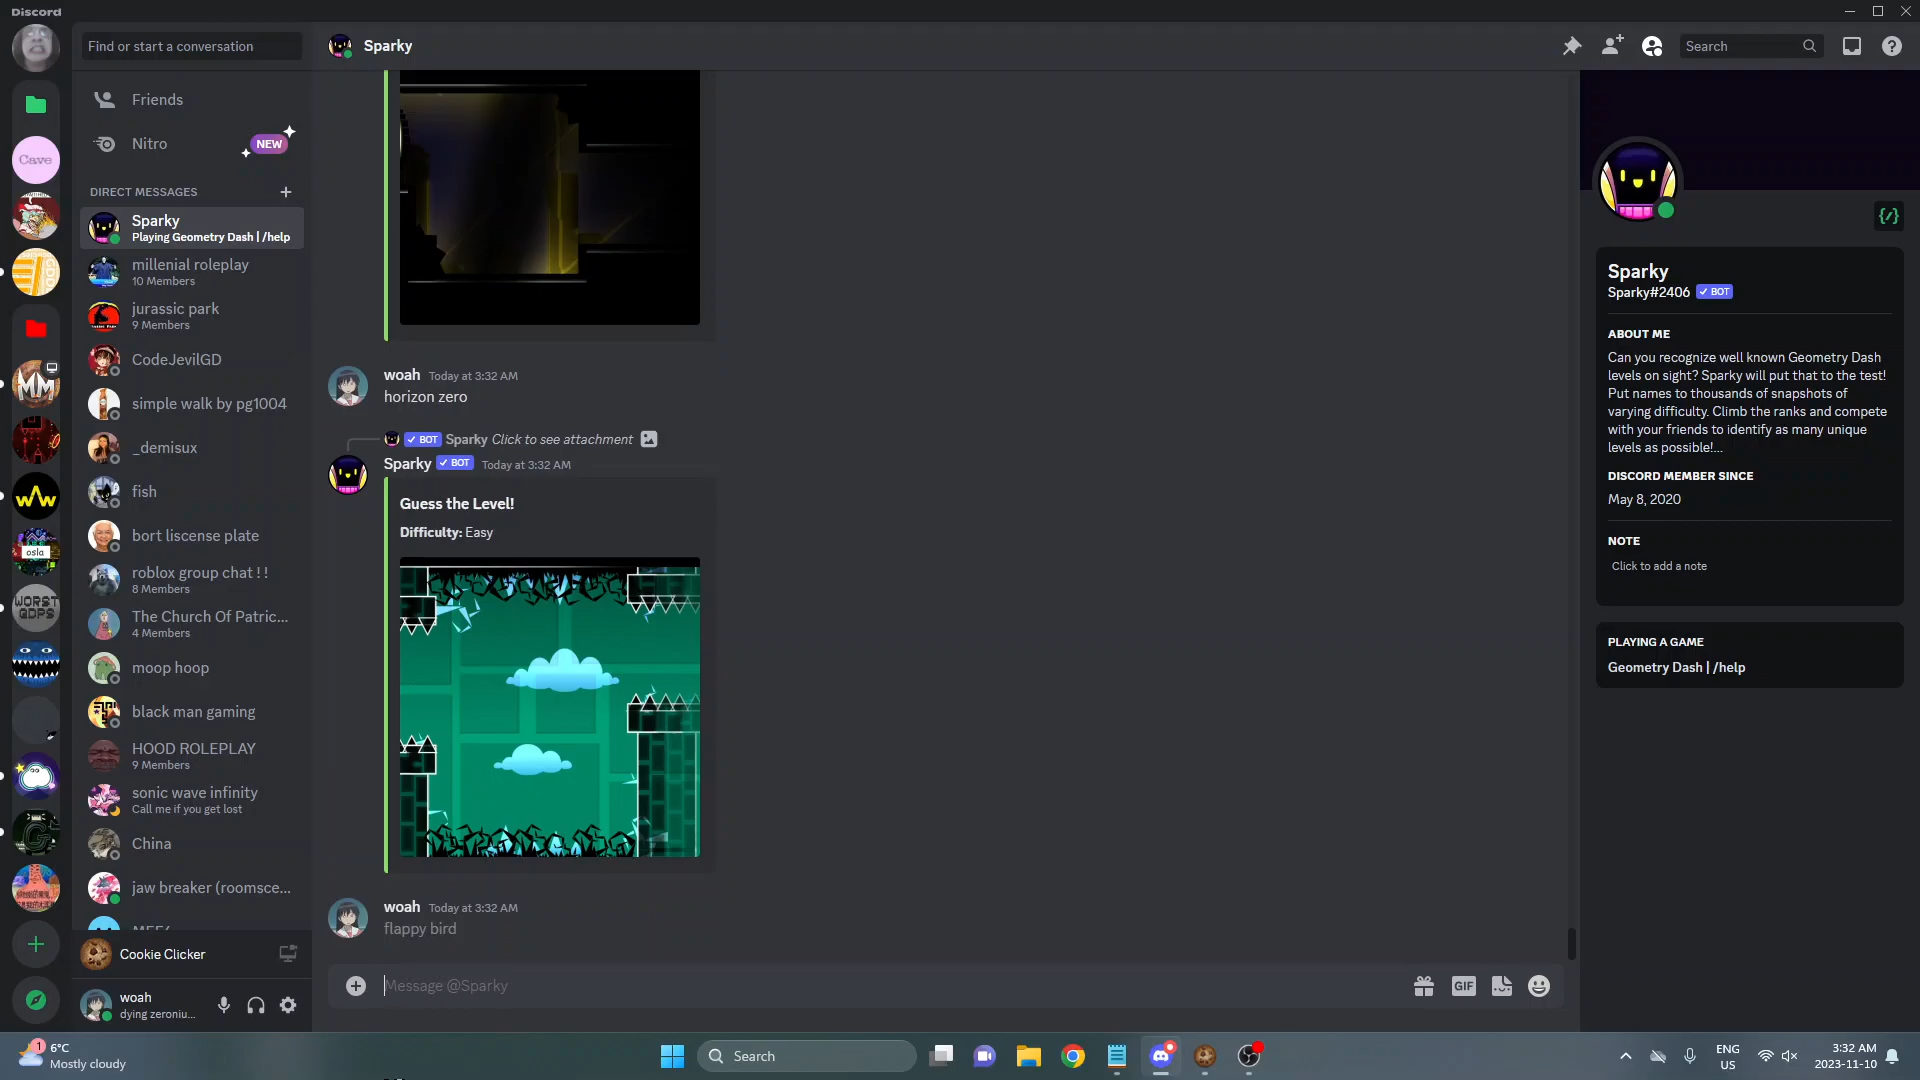 Discord
Find or start a conversation
Sparky
Search
Friends
Nitro
NEW
DIRECT MESSAGES
Sparky
Playing Geometry Dash | /help
millenial roleplay
10 Members
jurassic park
9 Members
CodeJevilGD
simple walk by pg1004
_demisux
fish
bort liscense plate
roblox group chat ! !
8 Members
The Church Of Patric...
4 Members
moop hoop
black man gaming
HOOD ROLEPLAY
9 Members
sonic wave infinity
Call me if you get lost
China
jaw breaker (roomsce...
Cookie Clicker
woah
dying zeroniu...
Cave
osla
WORST
GDPS
woah Today at 3:32 AM
horizon zero
BOT Sparky Click to see attachment
Sparky BOT Today at 3:32 AM
Guess the Level!
Difficulty: Easy
woah Today at 3:32 AM
flappy bird
Message @Sparky
GIF
Sparky
Sparky#2406 BOT
ABOUT ME
Can you recognize well known Geometry Dash
levels on sight? Sparky will put that to the test!
Put names to thousands of snapshots of
varying difficulty. Climb the ranks and compete
with your friends to identify as many unique
levels as possible!...
DISCORD MEMBER SINCE
May 8, 2020
NOTE
Click to add a note
PLAYING A GAME
Geometry Dash | /help
1
6°C
Mostly cloudy
Search
ENG
US
3:32 AM
2023-11-10